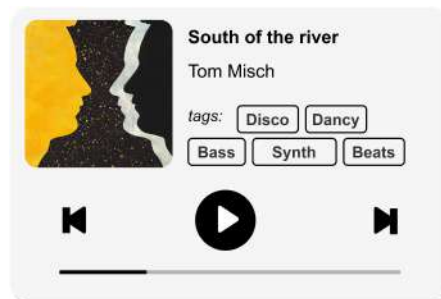 South of the river
Tom Misch
tags: Disco Dancy
Bass Synth Beats